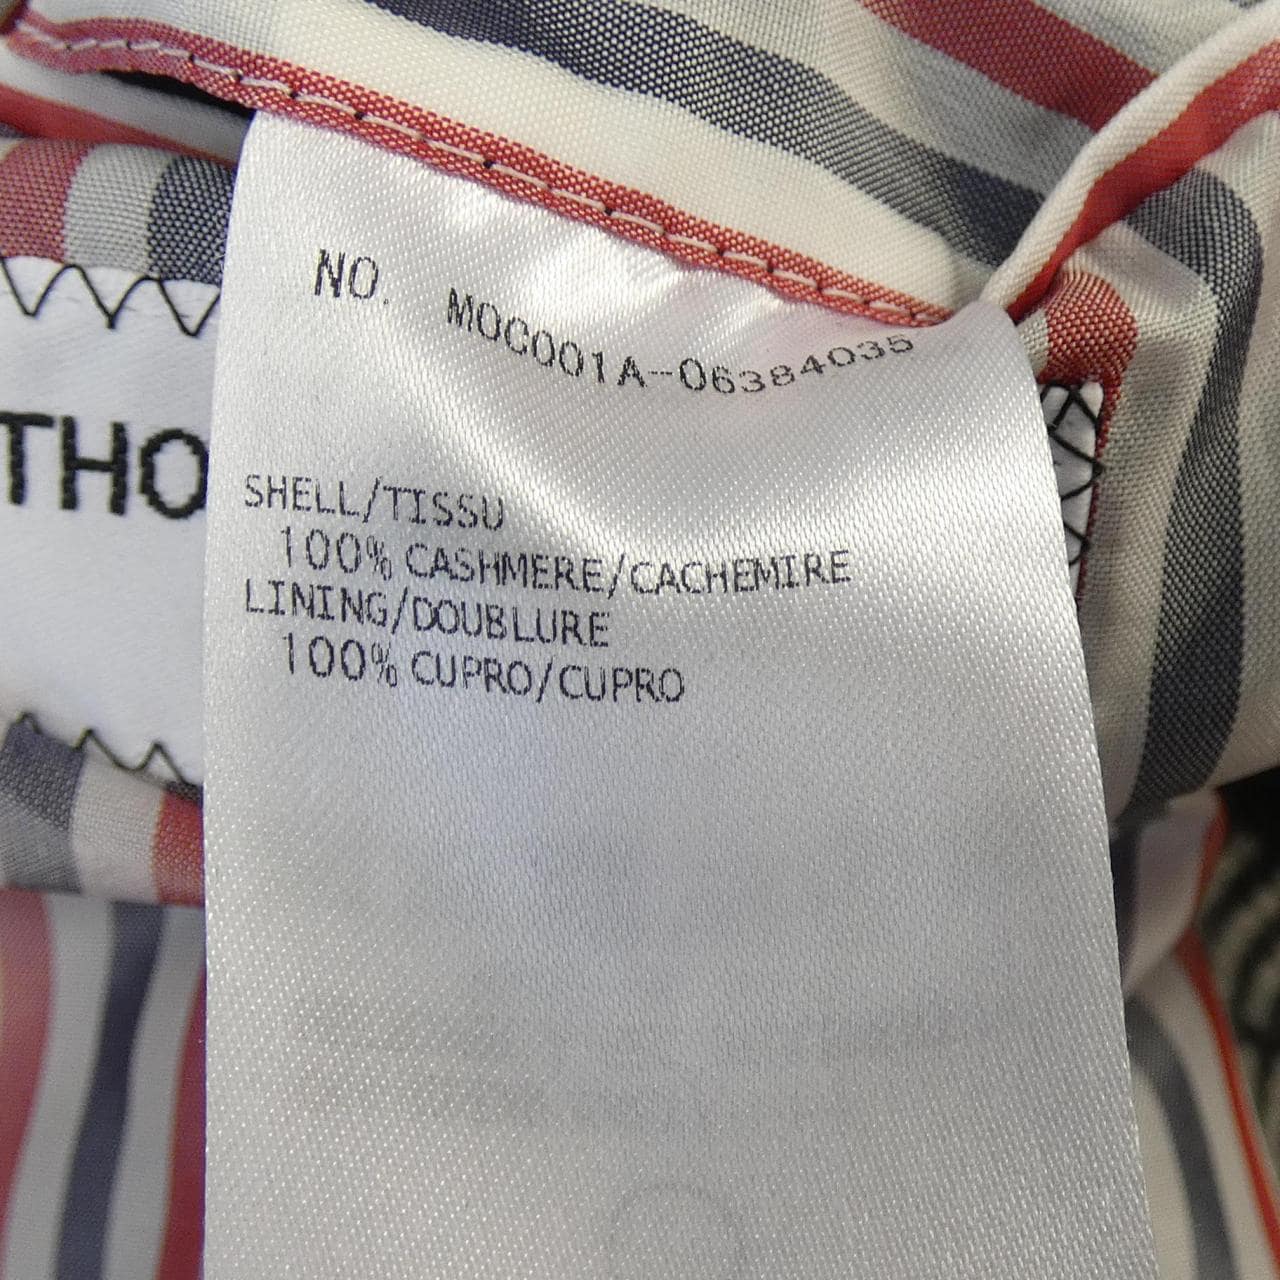 NO. MOC001A-06384035
THO
SHELL/TISSU
100% CASHMERE/CACHEMIRE
LINING/DOUBLURE
100% CUPRO/CUPRO